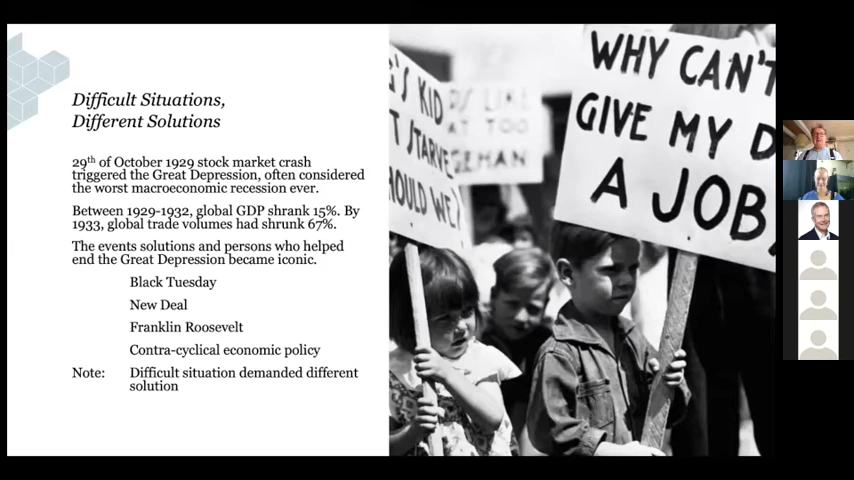 Difficult Situations,
Different Solutions
29th of October 1929 stock market crash
triggered the Great Depression, often considered
the worst macroeconomic recession ever.
Between 1929-1932, global GDP shrank 15%. By
1933, global trade volumes had shrunk 67%.
The events solutions and persons who helped
end the Great Depression became iconic.
Black Tuesday
New Deal
Franklin Roosevelt
Contra-cyclical economic policy
Note: Difficult situation demanded different
solution
'S KID
T STARVE
HOULD WE?
DS LIKE
AT TOO
GEMAN
WHY CAN'T
GIVE MY D
A JOB